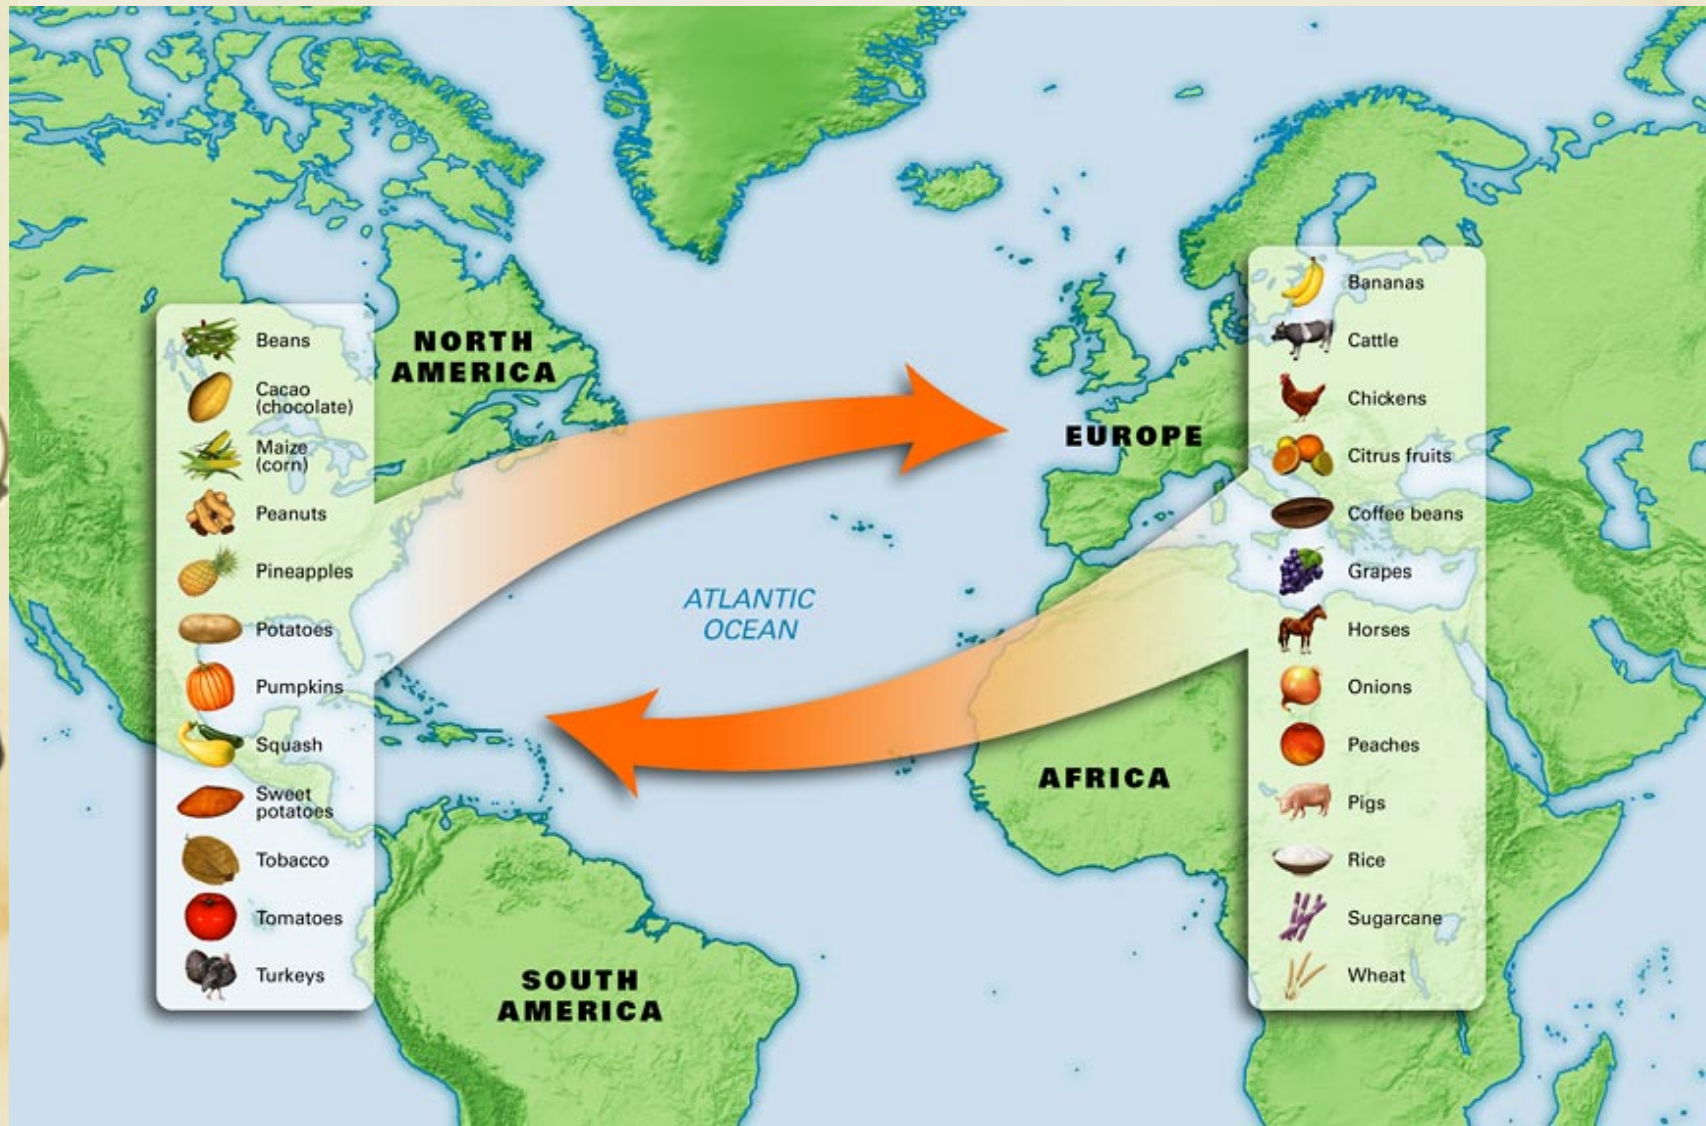 NORTH
AMERICA
EUROPE
ATLANTIC
OCEAN
AFRICA
SOUTH
AMERICA
Beans
Cacao
(chocolate)
Maize
(corn)
Peanuts
Pineapples
Potatoes
Pumpkins
Squash
Sweet
potatoes
Tobacco
Tomatoes
Turkeys
Bananas
Cattle
Chickens
Citrus fruits
Coffee beans
Grapes
Horses
Onions
Peaches
Pigs
Rice
Sugarcane
Wheat